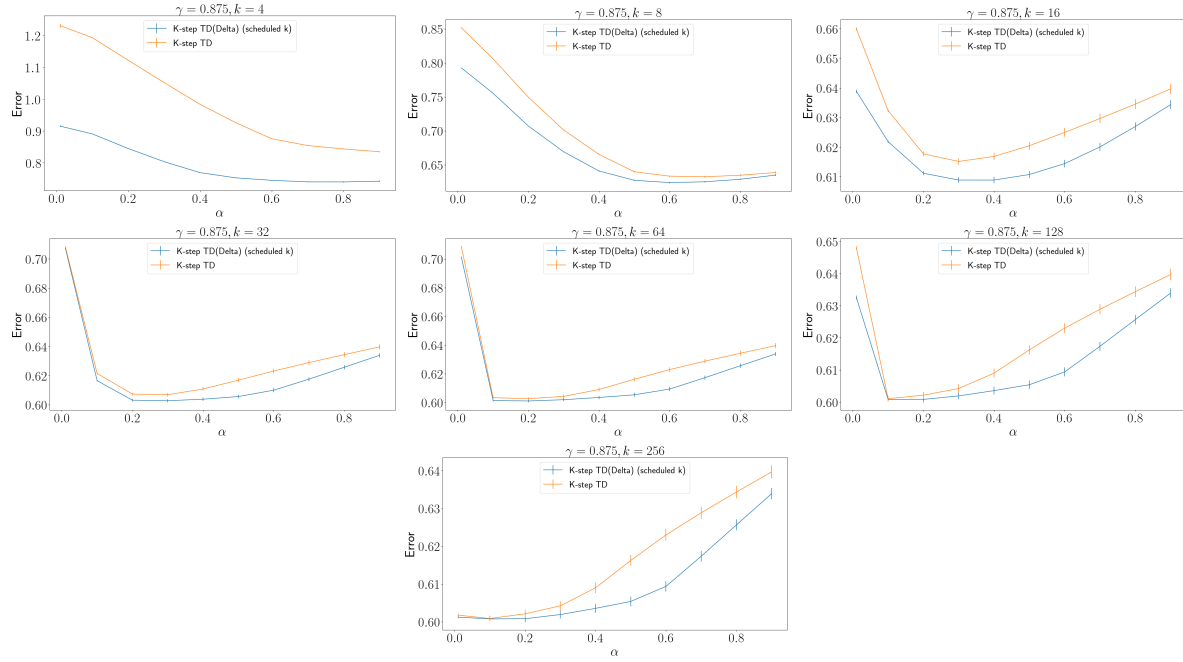 γ = 0.875, k = 4
K-step TD(Delta) (scheduled k)
K-step TD
Error
1.2
1.1
1.0
0.9
0.8
0.0 0.2 0.4 0.6 0.8
α
γ = 0.875, k = 8
K-step TD(Delta) (scheduled k)
K-step TD
Error
0.85
0.80
0.75
0.70
0.65
0.0 0.2 0.4 0.6 0.8
α
γ = 0.875, k = 16
K-step TD(Delta) (scheduled k)
K-step TD
Error
0.66
0.65
0.64
0.63
0.62
0.61
0.0 0.2 0.4 0.6 0.8
α
γ = 0.875, k = 32
K-step TD(Delta) (scheduled k)
K-step TD
Error
0.70
0.68
0.66
0.64
0.62
0.60
0.0 0.2 0.4 0.6 0.8
α
γ = 0.875, k = 64
K-step TD(Delta) (scheduled k)
K-step TD
Error
0.70
0.68
0.66
0.64
0.62
0.60
0.0 0.2 0.4 0.6 0.8
α
γ = 0.875, k = 128
K-step TD(Delta) (scheduled k)
K-step TD
Error
0.65
0.64
0.63
0.62
0.61
0.60
0.0 0.2 0.4 0.6 0.8
α
γ = 0.875, k = 256
K-step TD(Delta) (scheduled k)
K-step TD
Error
0.64
0.63
0.62
0.61
0.60
0.0 0.2 0.4 0.6 0.8
α